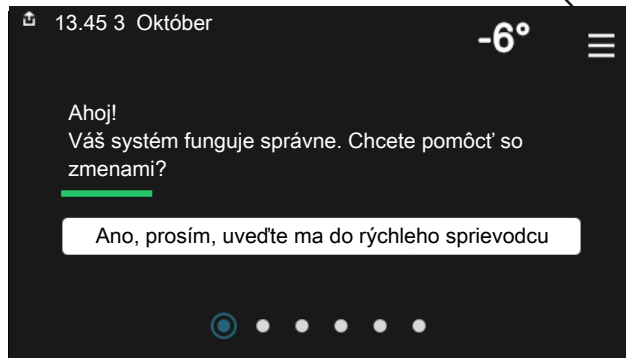 13.45 3 Október
-6°
Ahoj!
Váš systém funguje správne. Chcete pomôcť so
zmenami?
Ano, prosím, uveďte ma do rýchleho sprievodcu